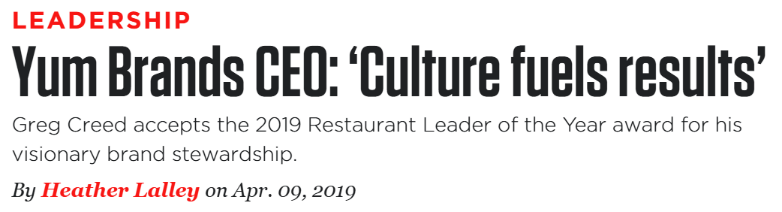 LEADERSHIP
Yum Brands CEO: ‘Culture fuels results’
Greg Creed accepts the 2019 Restaurant Leader of the Year award for his
visionary brand stewardship.
By Heather Lalley on Apr. 09, 2019